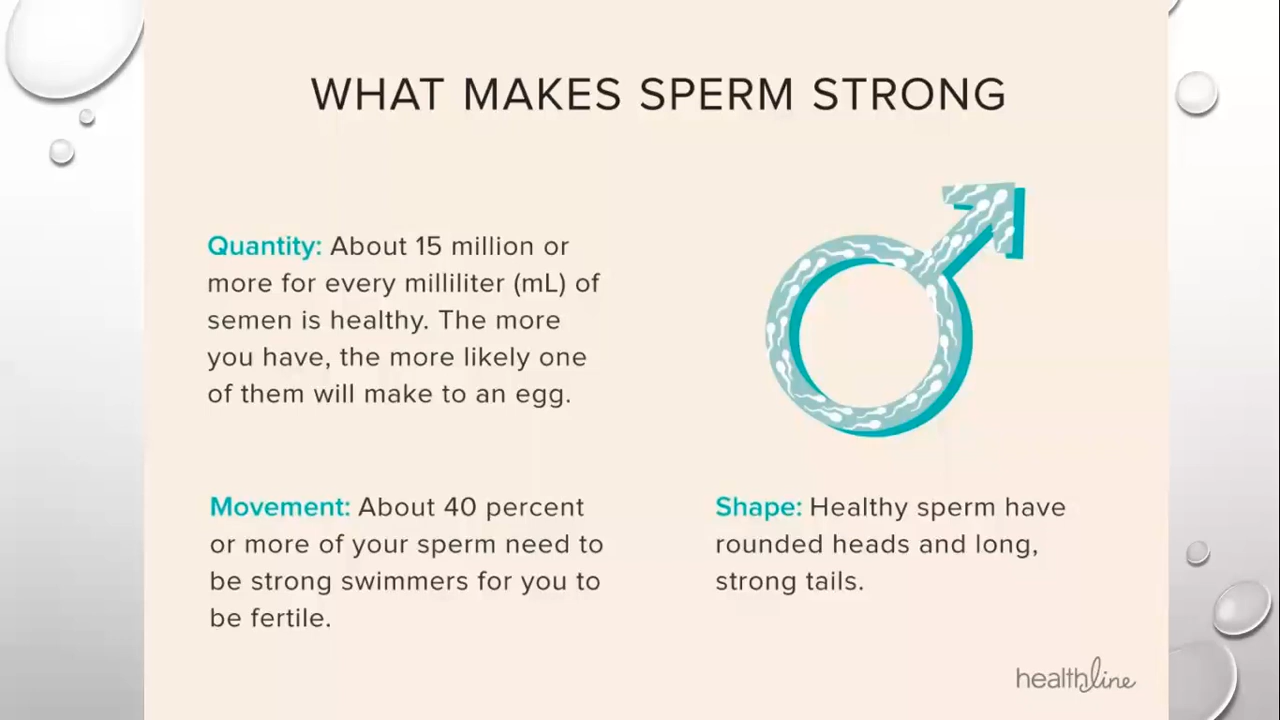 WHAT MAKES SPERM STRONG
Quantity: About 15 million or
more for every milliliter (mL) of
semen is healthy. The more
you have, the more likely one
of them will make to an egg.
Movement: About 40 percent
or more of your sperm need to
be strong swimmers for you to
be fertile.
Shape: Healthy sperm have
rounded heads and long,
strong tails.
healthline